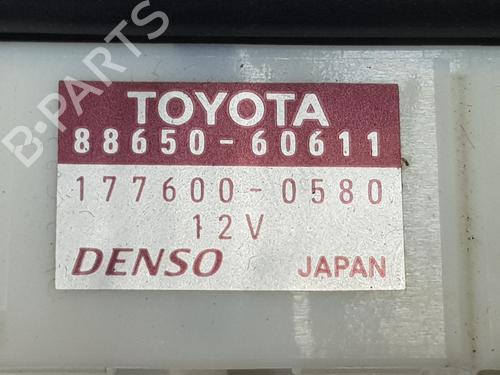 TOYOTA
88650-60611
177600-0580
12V
DENSO JAPAN
B-PARTS